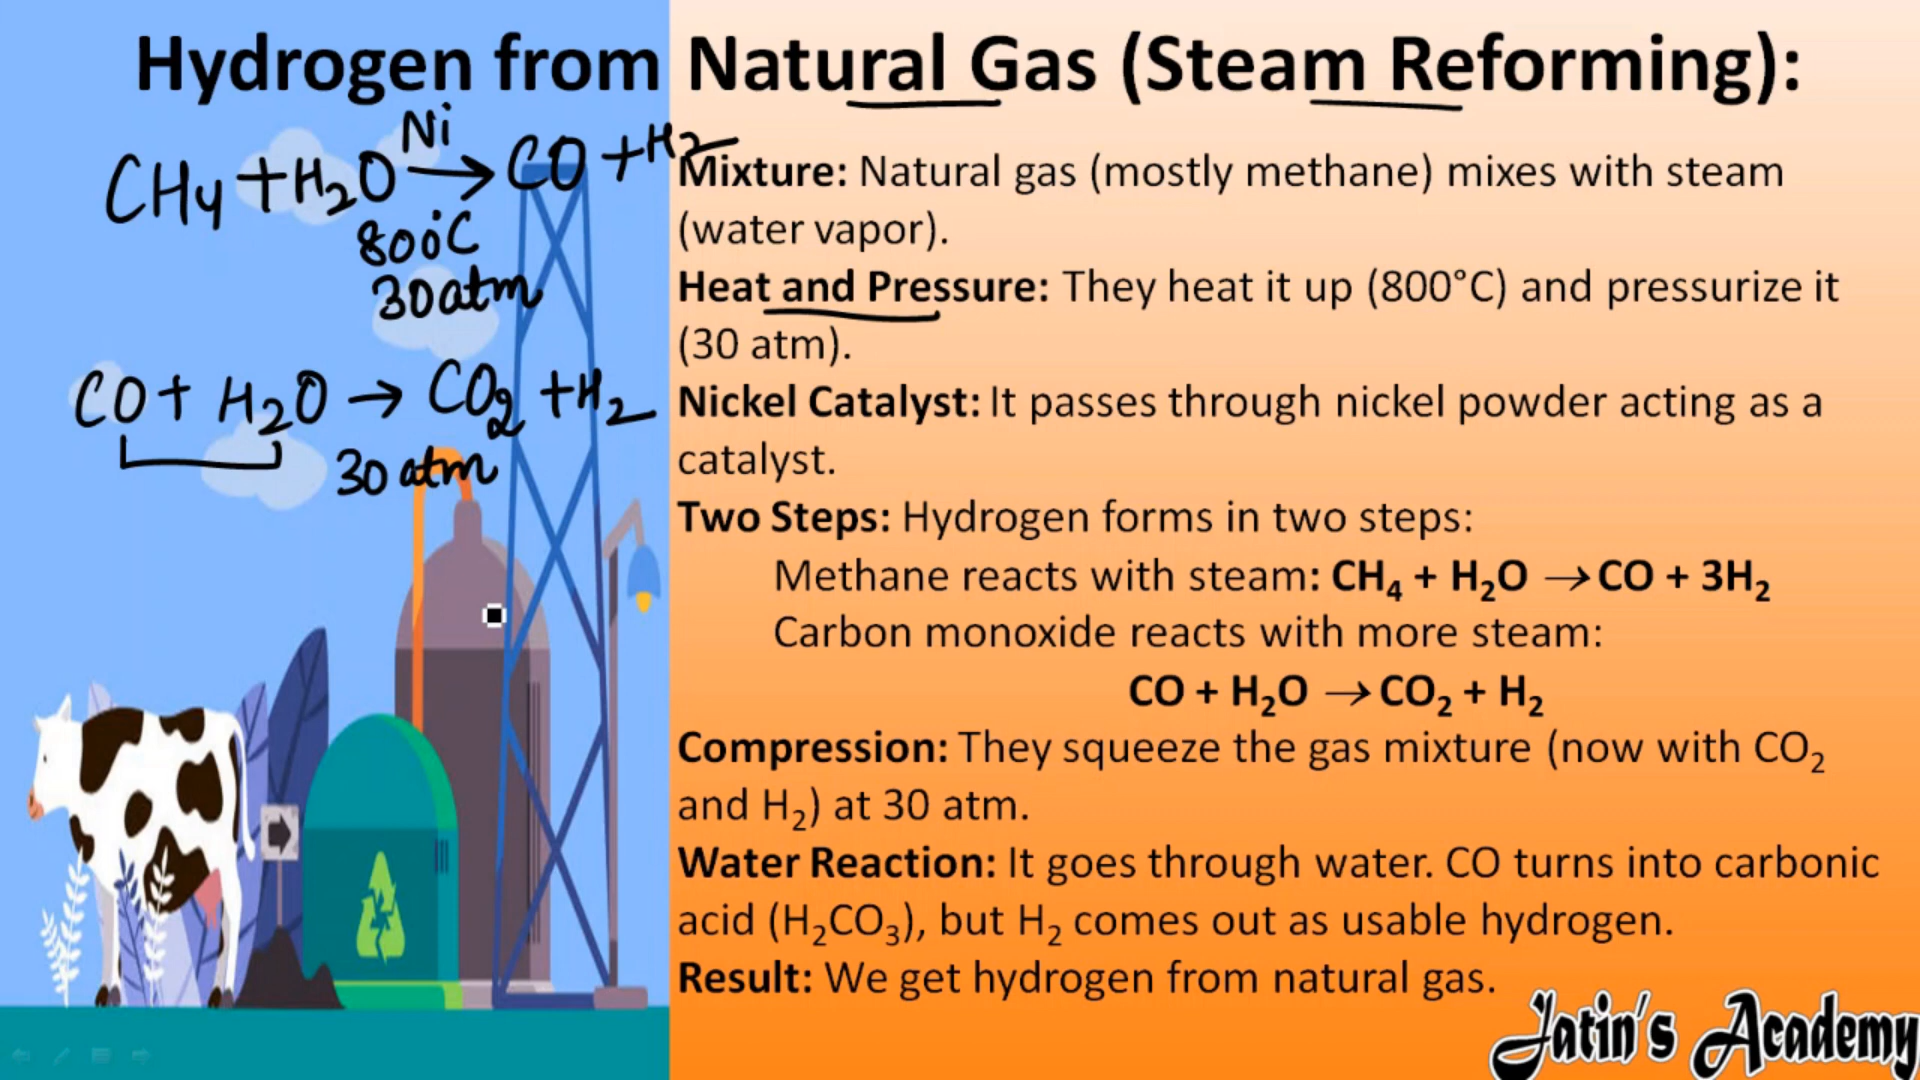 Hydrogen from Natural Gas (Steam Reforming):
Ni
CH4 + H2O → CO + H2
800°C
30 atm
CO + H2O → CO2 + H2
30 atm
Mixture: Natural gas (mostly methane) mixes with steam
(water vapor).
Heat and Pressure: They heat it up (800°C) and pressurize it
(30 atm).
Nickel Catalyst: It passes through nickel powder acting as a
catalyst.
Two Steps: Hydrogen forms in two steps:
Methane reacts with steam: CH₄ + H₂O → CO + 3H₂
Carbon monoxide reacts with more steam:
CO + H₂O → CO₂ + H₂
Compression: They squeeze the gas mixture (now with CO₂
and H₂) at 30 atm.
Water Reaction: It goes through water. CO turns into carbonic
acid (H₂CO₃), but H₂ comes out as usable hydrogen.
Result: We get hydrogen from natural gas.
Jatin's Academy